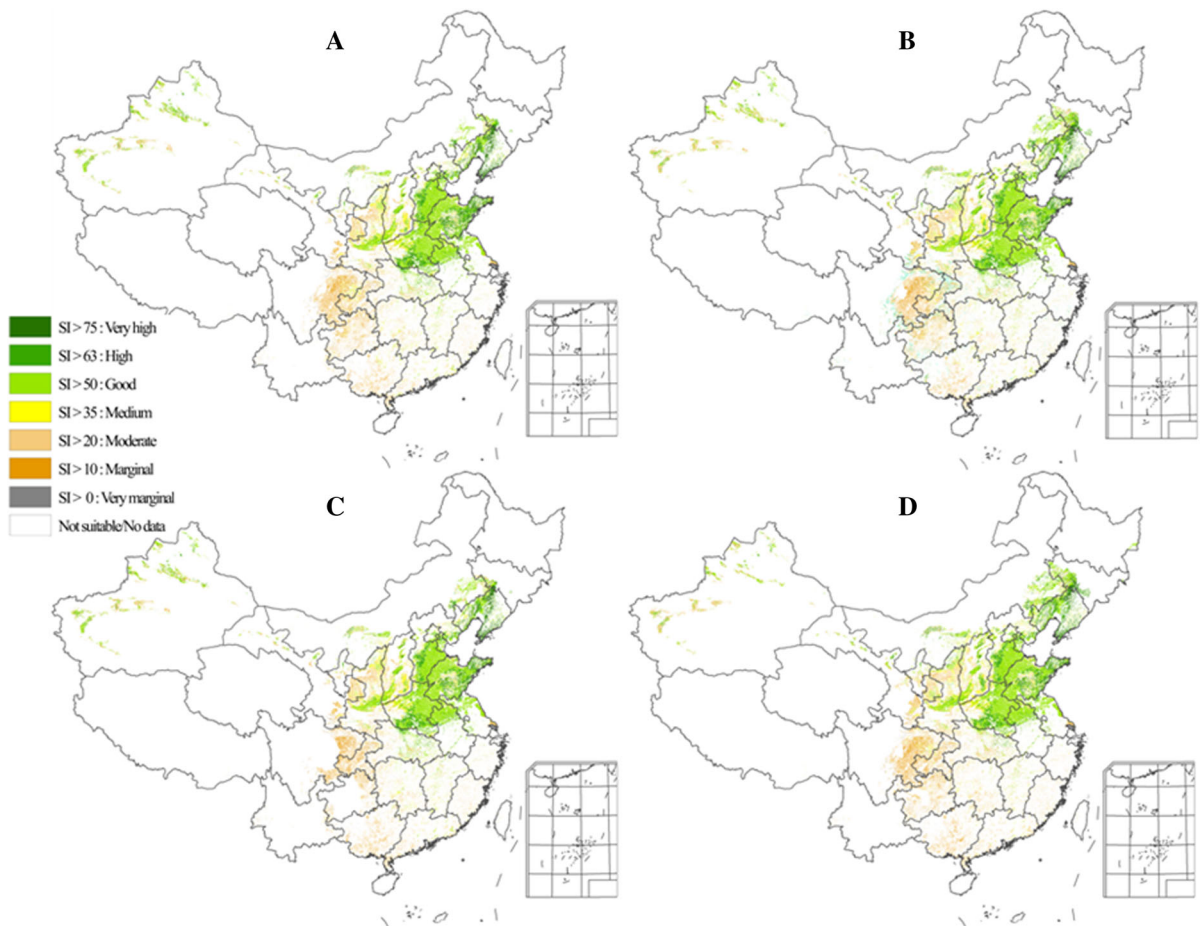 A
B
SI > 75 : Very high
SI > 63 : High
SI > 50 : Good
SI > 35 : Medium
SI > 20 : Moderate
SI > 10 : Marginal
SI > 0 : Very marginal
Not suitable/No data
C
D